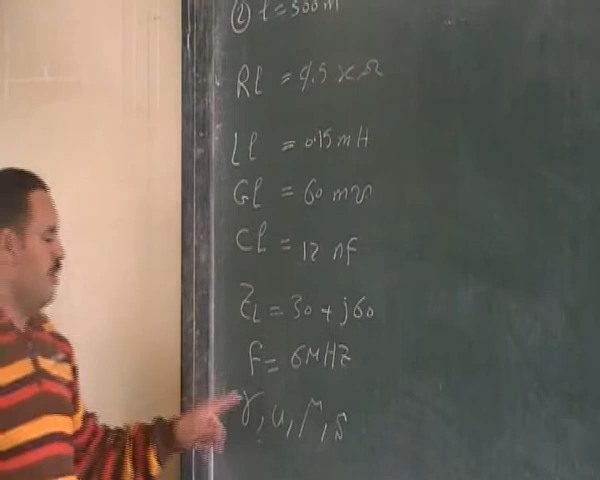 ② l = 300 m
Rl = 4.5 KΩ
Ll = 0.15 mH
Gl = 60 m℧
Cl = 12 nf
ZL = 30 + j60
f = 6 MHZ
γ, u, Γ, S